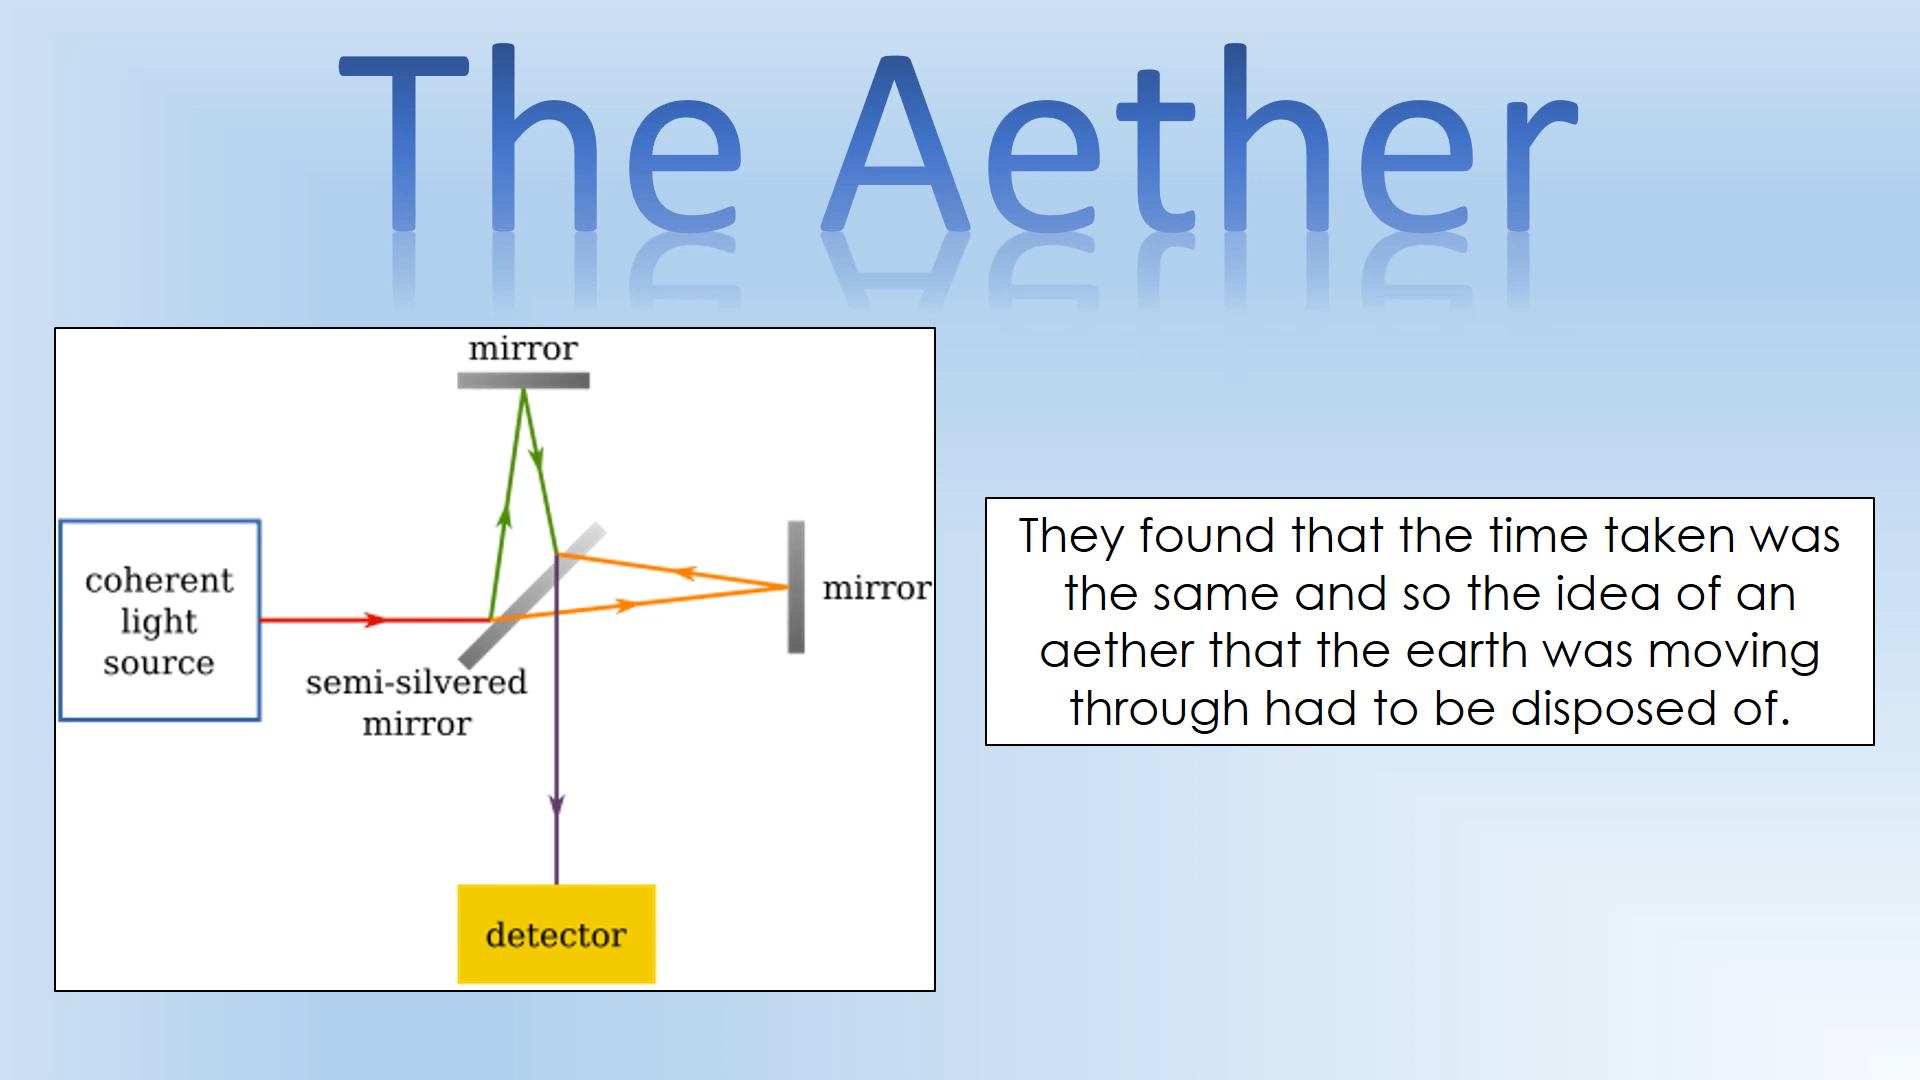 The Aether
mirror
coherent
light
source
mirror
semi-silvered
mirror
detector
They found that the time taken was
the same and so the idea of an
aether that the earth was moving
through had to be disposed of.